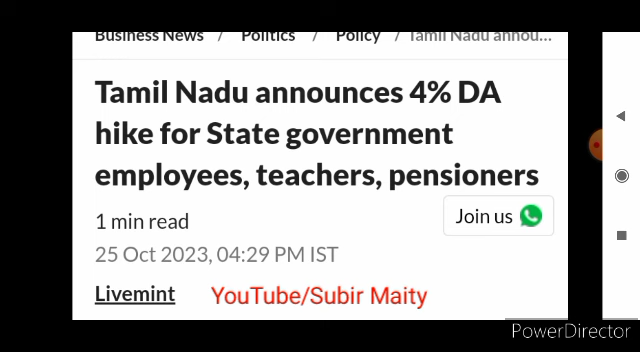 Business News / Politics / Policy / Tamil Nadu annou...
Tamil Nadu announces 4% DA
hike for State government
employees, teachers, pensioners
1 min read
Join us
25 Oct 2023, 04:29 PM IST
Livemint YouTube/Subir Maity
PowerDirector